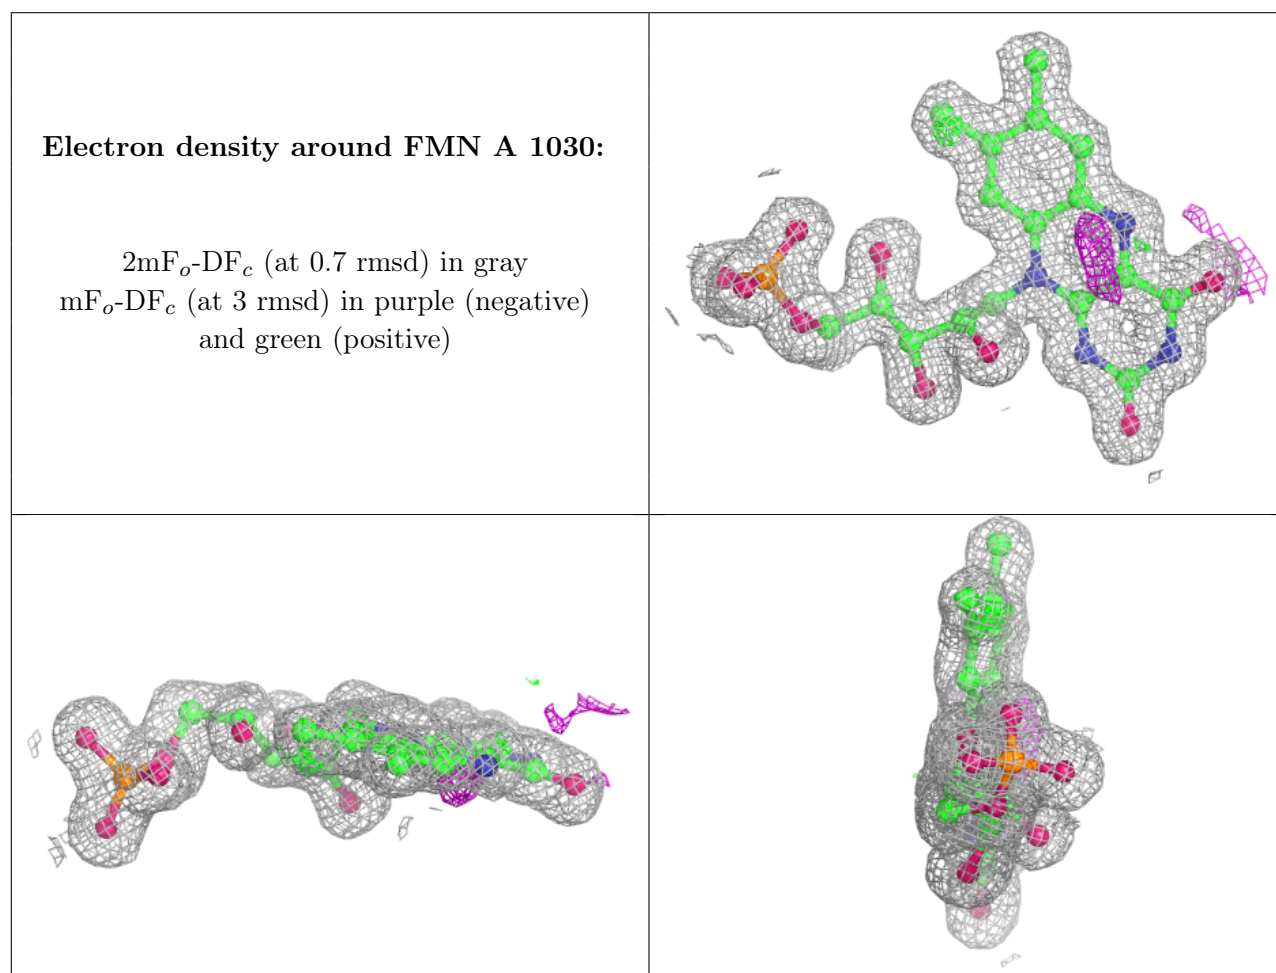 Electron density around FMN A 1030:
2mFₒ-DF𝒸 (at 0.7 rmsd) in gray
mFₒ-DF𝒸 (at 3 rmsd) in purple (negative)
and green (positive)